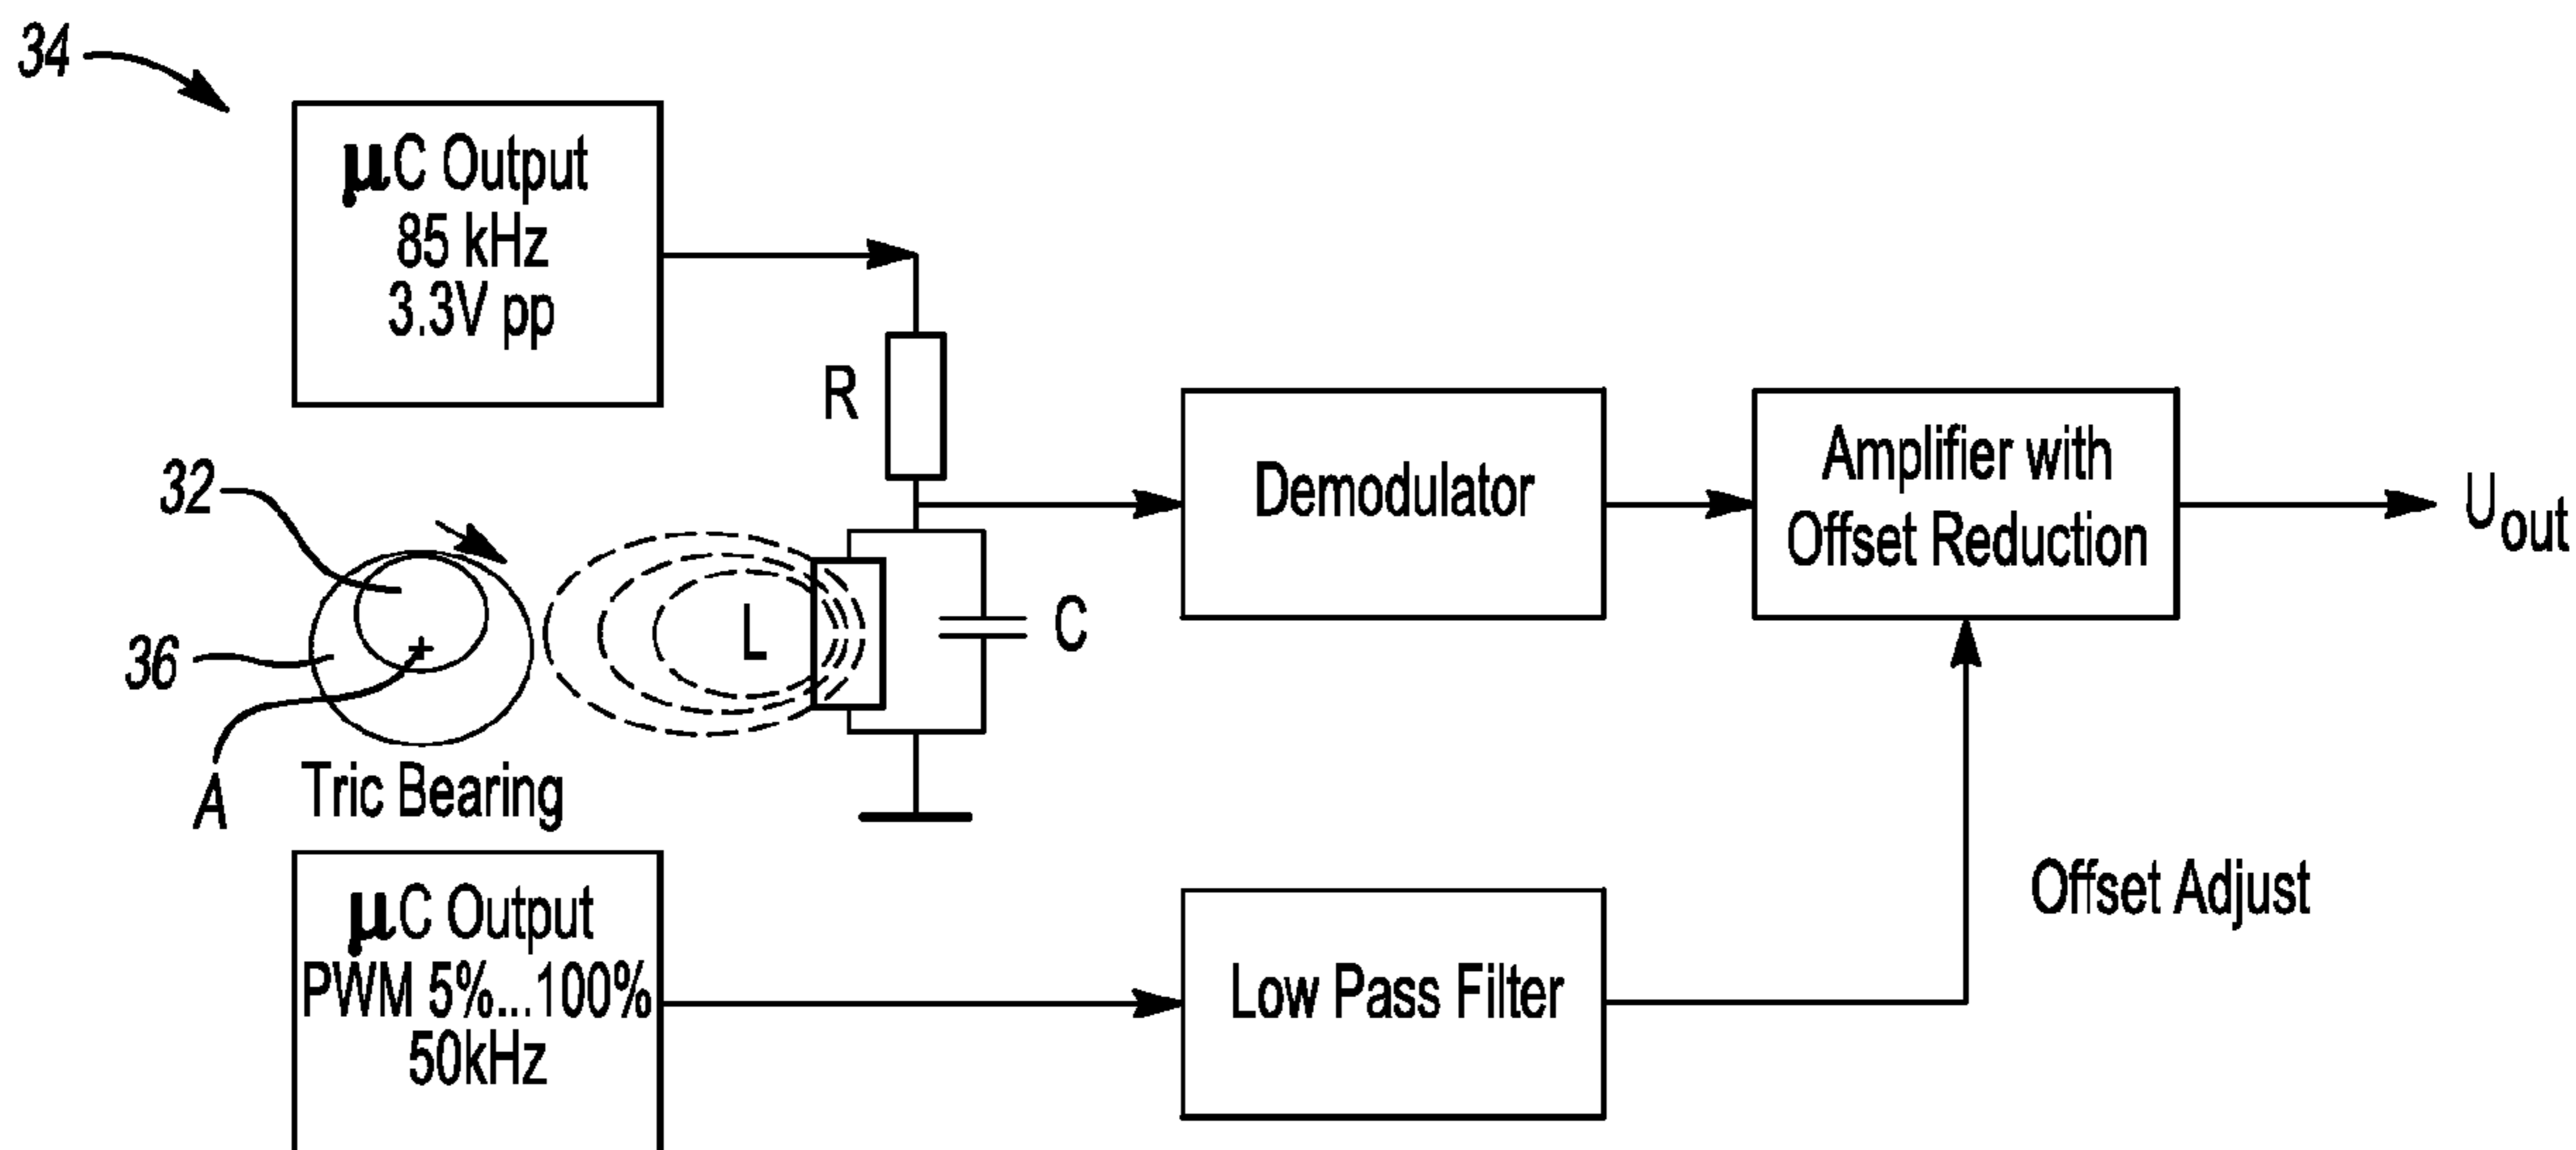 34
µC Output
85 kHz
3.3V pp
R
32
36
A
Tric Bearing
L
C
Demodulator
Amplifier with
Offset Reduction
Uout
µC Output
PWM 5%...100%
50kHz
Low Pass Filter
Offset Adjust